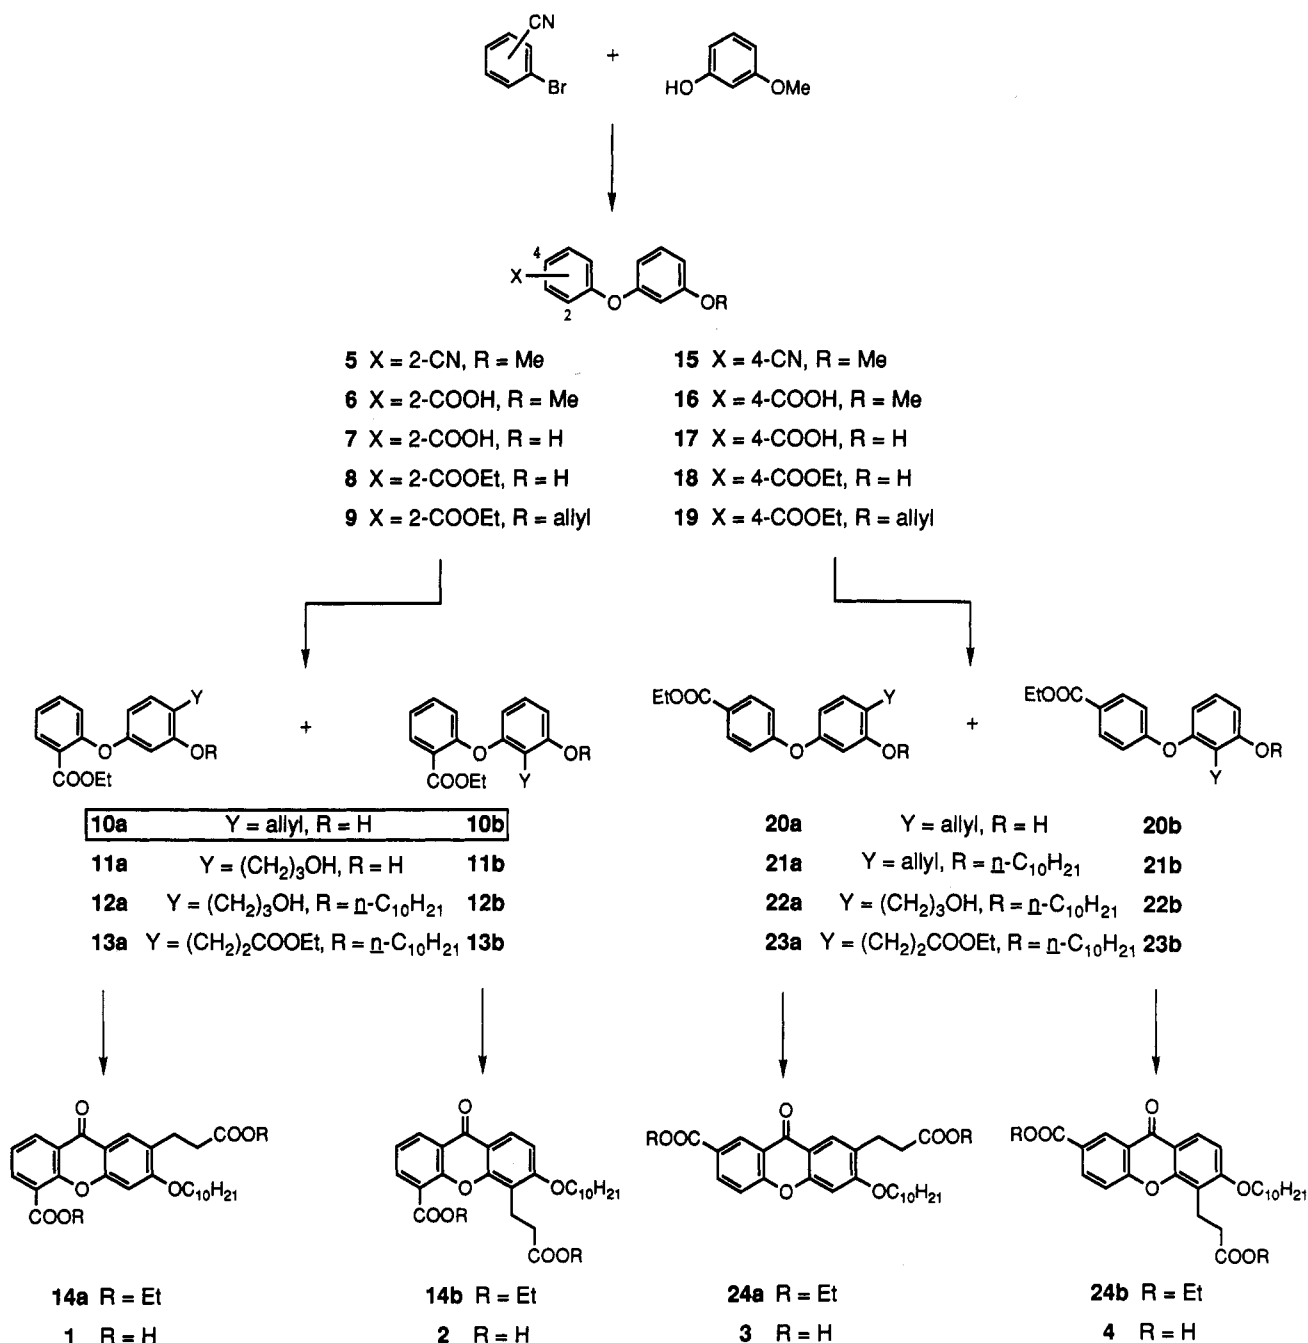 CN
Br
+
HO
OMe
4
X
2
O
OR
5 X = 2-CN, R = Me
6 X = 2-COOH, R = Me
7 X = 2-COOH, R = H
8 X = 2-COOEt, R = H
9 X = 2-COOEt, R = allyl
15 X = 4-CN, R = Me
16 X = 4-COOH, R = Me
17 X = 4-COOH, R = H
18 X = 4-COOEt, R = H
19 X = 4-COOEt, R = allyl
Y
O
OR
COOEt
+
O
OR
COOEt
Y
EtOOC
Y
O
OR
+
EtOOC
O
OR
Y
10a Y = allyl, R = H 10b
11a Y = (CH₂)₃OH, R = H 11b
12a Y = (CH₂)₃OH, R = n-C₁₀H₂₁ 12b
13a Y = (CH₂)₂COOEt, R = n-C₁₀H₂₁ 13b
20a Y = allyl, R = H 20b
21a Y = allyl, R = n-C₁₀H₂₁ 21b
22a Y = (CH₂)₃OH, R = n-C₁₀H₂₁ 22b
23a Y = (CH₂)₂COOEt, R = n-C₁₀H₂₁ 23b
O
COOR
O
OC₁₀H₂₁
COOR
O
O
OC₁₀H₂₁
COOR
COOR
ROOC
O
COOR
O
OC₁₀H₂₁
ROOC
O
O
OC₁₀H₂₁
COOR
14a R = Et
1 R = H
14b R = Et
2 R = H
24a R = Et
3 R = H
24b R = Et
4 R = H